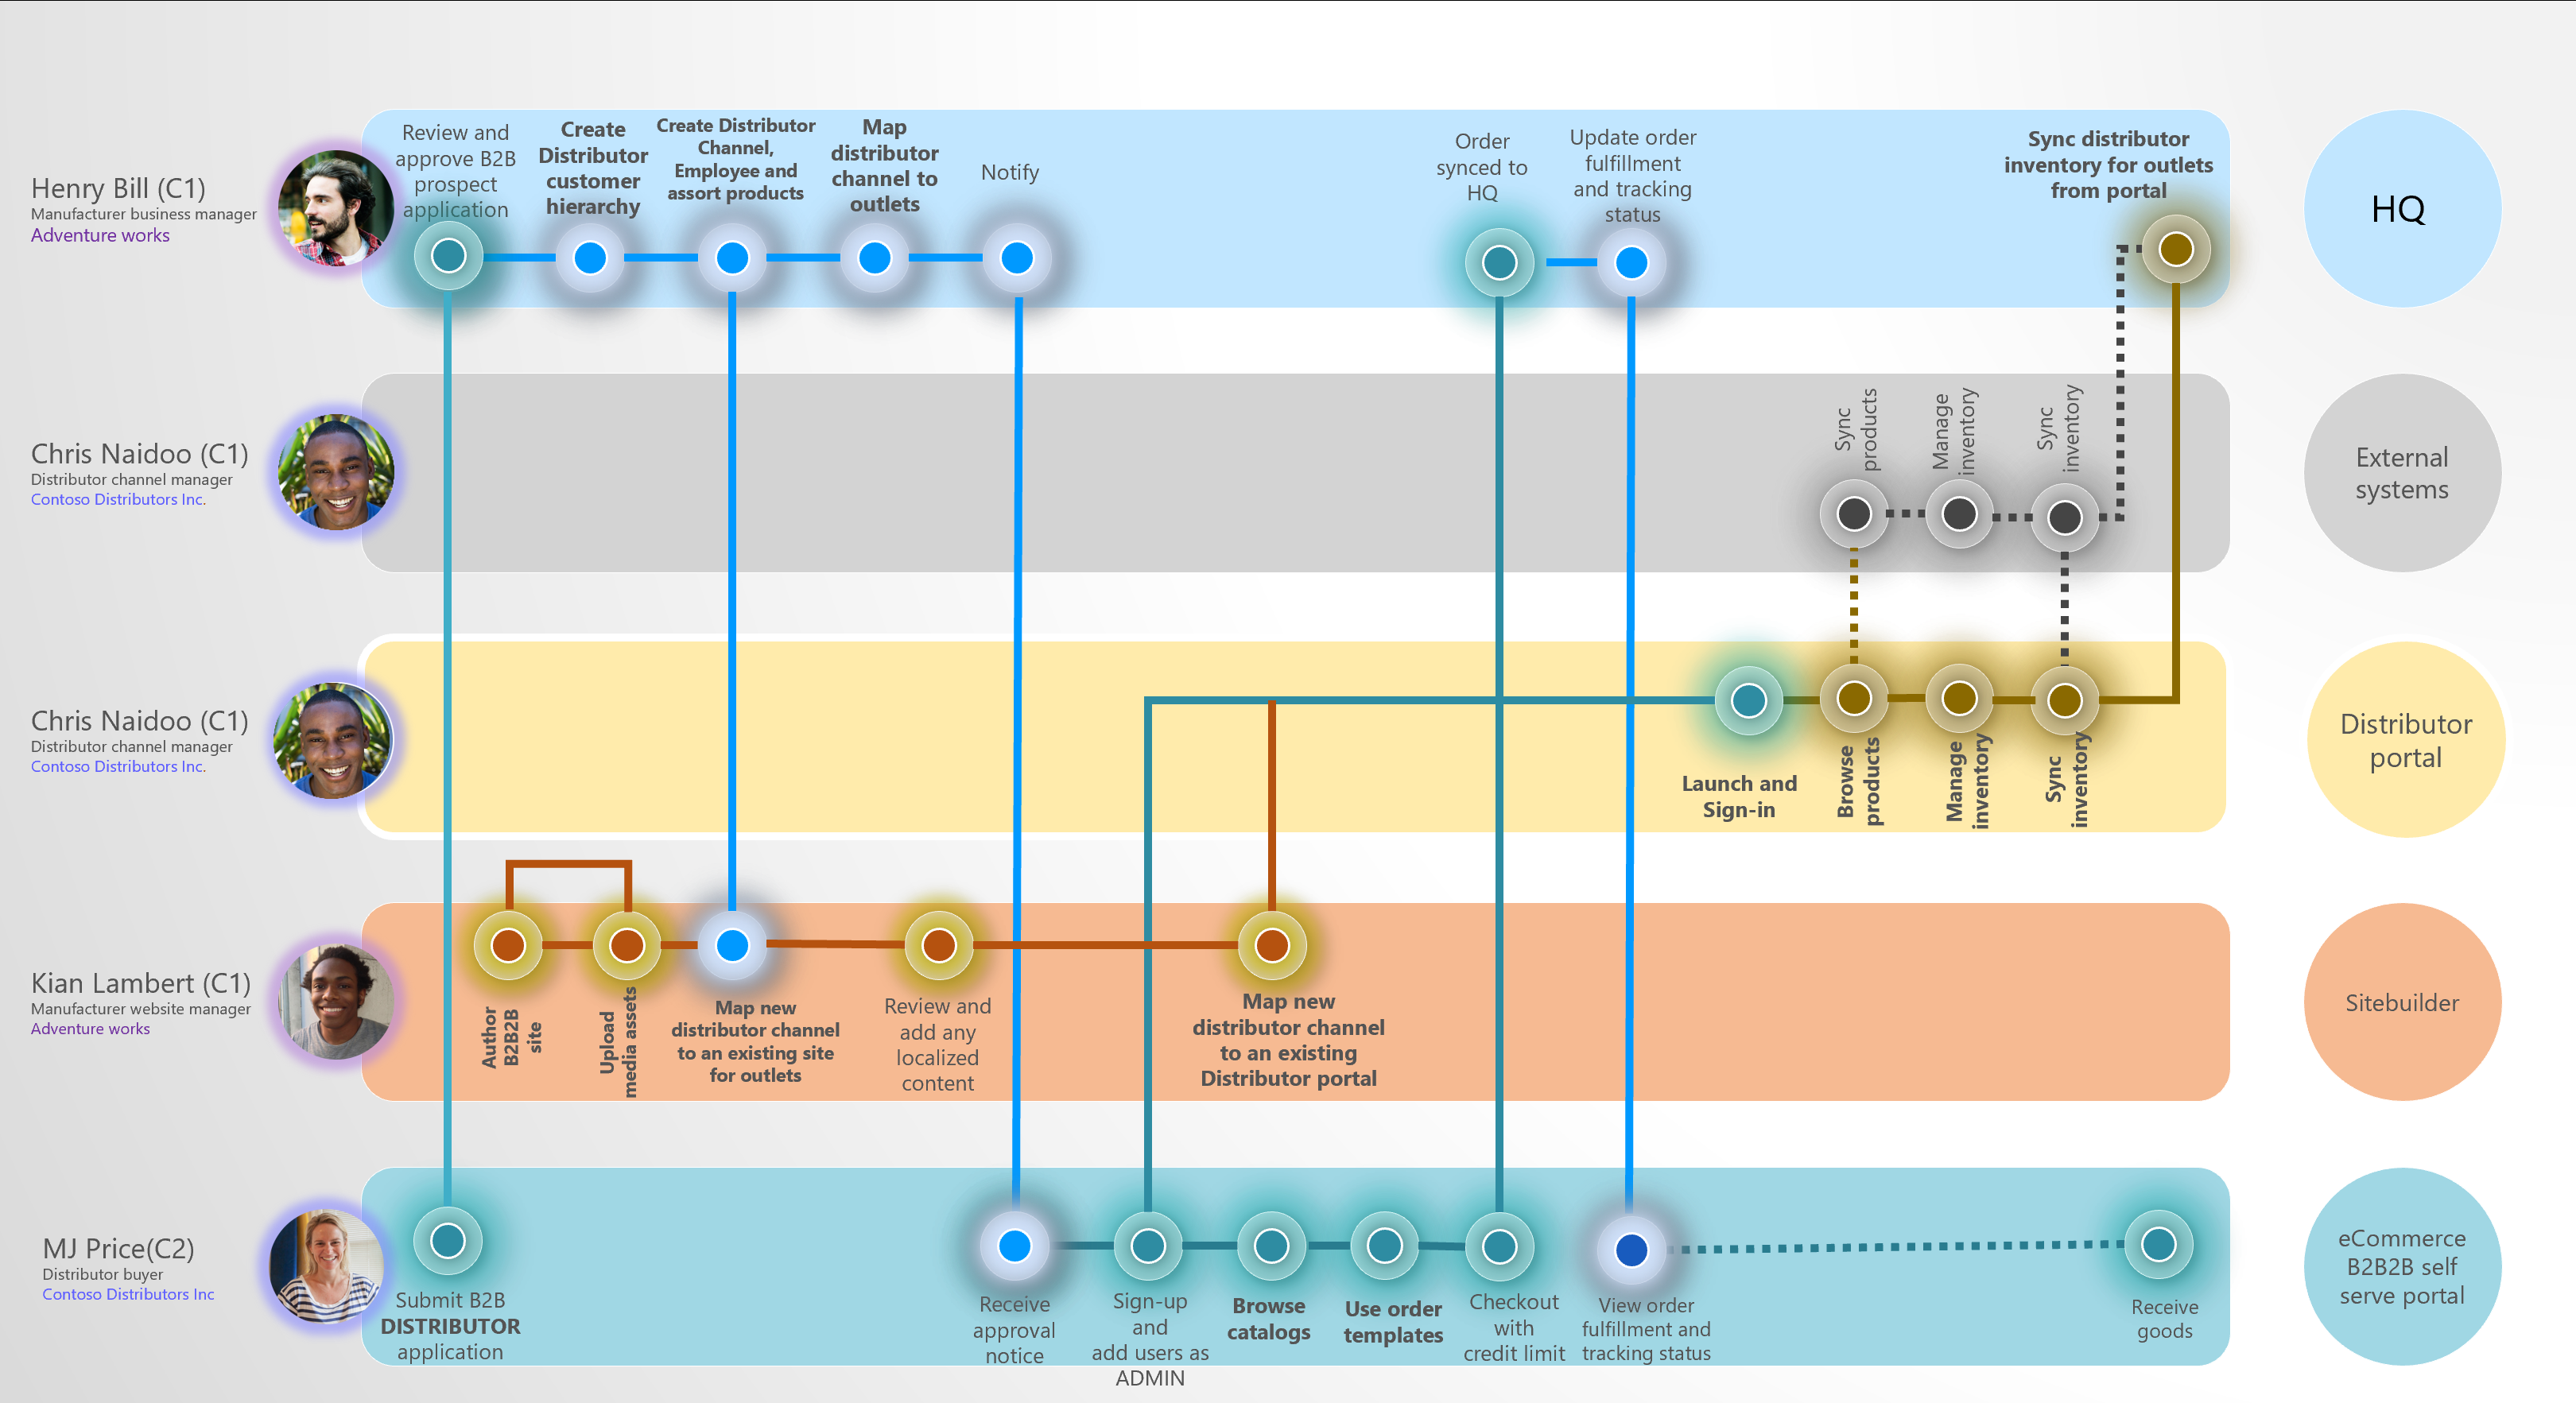 Review and
approve B2B
prospect
application
Create
Distributor
customer
hierarchy
Create Distributor
Channel,
Employee and
assort products
Map
distributor
channel to
outlets
Notify
Order
synced to
HQ
Update order
fulfillment
and tracking
status
Sync distributor
inventory for outlets
from portal
Henry Bill (C1)
Manufacturer business manager
Adventure works
HQ
Sync
products
Manage
inventory
Sync
inventory
Chris Naidoo (C1)
Distributor channel manager
Contoso Distributors Inc.
External
systems
Chris Naidoo (C1)
Distributor channel manager
Contoso Distributors Inc.
Launch and
Sign-in
Browse
products
Manage
inventory
Sync
inventory
Distributor
portal
Kian Lambert (C1)
Manufacturer website manager
Adventure works
Author
B2B2B
site
Upload
media assets
Map new
distributor channel
to an existing site
for outlets
Review and
add any
localized
content
Map new
distributor channel
to an existing
Distributor portal
Sitebuilder
MJ Price(C2)
Distributor buyer
Contoso Distributors Inc
Submit B2B
DISTRIBUTOR
application
Receive
approval
notice
Sign-up
and
add users as
ADMIN
Browse
catalogs
Use order
templates
Checkout
with
credit limit
View order
fulfillment and
tracking status
Receive
goods
eCommerce
B2B2B self
serve portal